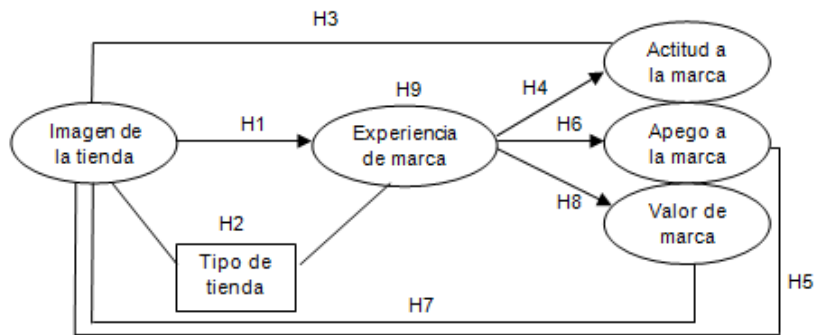 H3
Actitud a
la marca
H9
H4
Imagen de
la tienda
H1
Experiencia
de marca
H6
Apego a
la marca
H8
Valor de
marca
H2
Tipo de
tienda
H5
H7